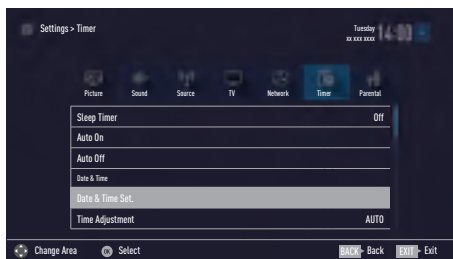 Settings > Timer
Tuesday
xx xxx xxxx
14:00
Picture Sound Source TV Network Timer Parental
Sleep Timer Off
Auto On
Auto Off
Date & Time
Date & Time Set.
Time Adjustment AUTO
Change Area OK Select BACK Back EXIT Exit